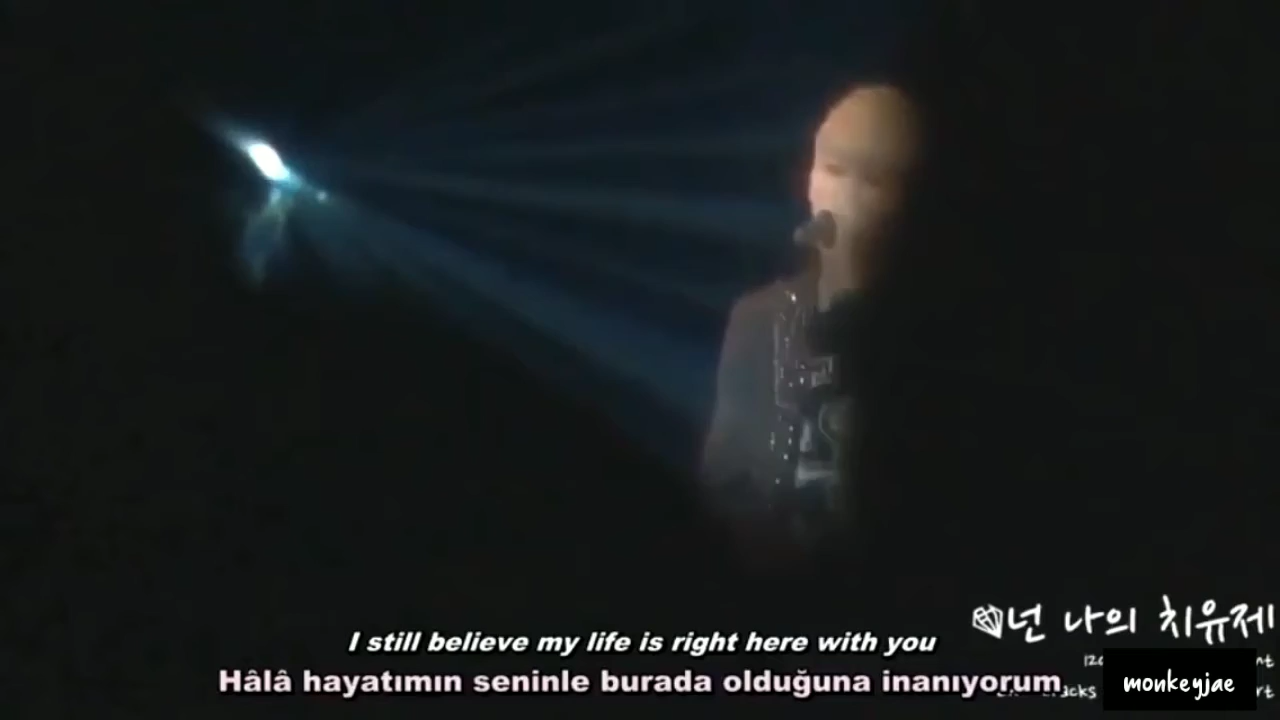 넌 나의 치유제
I still believe my life is right here with you
Hâlâ hayatımın seninle burada olduğuna inanıyorum
monkeyjae